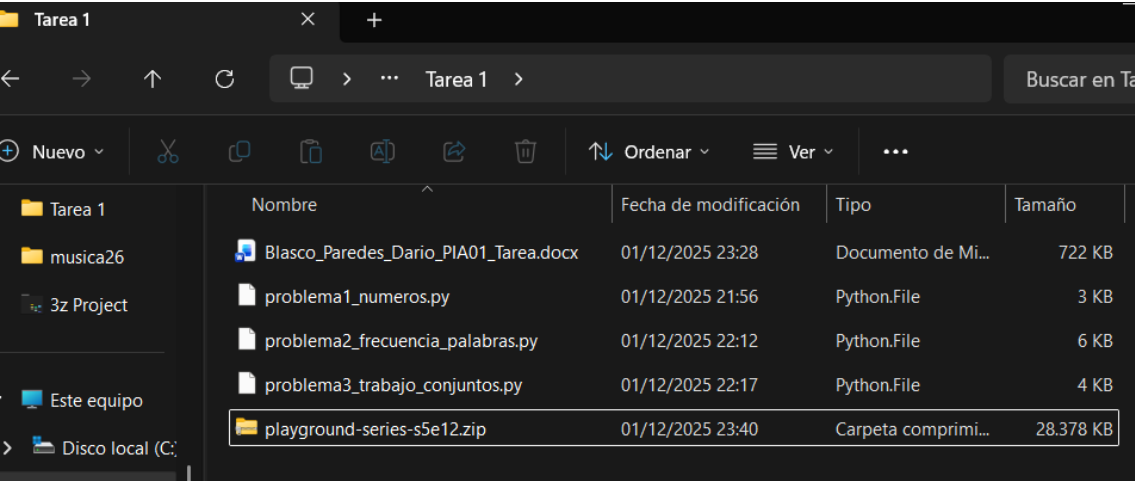 Tarea 1
Tarea 1
Buscar en Ta
Nuevo
Ordenar
Ver
Nombre Fecha de modificación Tipo Tamaño
Tarea 1
musica26
3z Project
Este equipo
Disco local (C:)
Blasco_Paredes_Dario_PIA01_Tarea.docx 01/12/2025 23:28 Documento de Mi... 722 KB
problema1_numeros.py 01/12/2025 21:56 Python.File 3 KB
problema2_frecuencia_palabras.py 01/12/2025 22:12 Python.File 6 KB
problema3_trabajo_conjuntos.py 01/12/2025 22:17 Python.File 4 KB
playground-series-s5e12.zip 01/12/2025 23:40 Carpeta comprimi... 28.378 KB